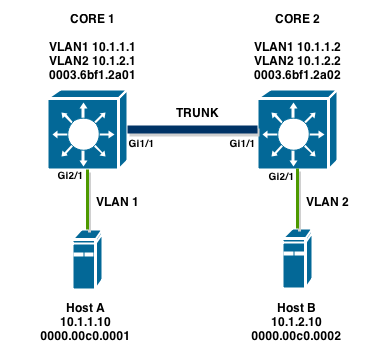 CORE 1
VLAN1 10.1.1.1
VLAN2 10.1.2.1
0003.6bf1.2a01
CORE 2
VLAN1 10.1.1.2
VLAN2 10.1.2.2
0003.6bf1.2a02
TRUNK
Gi1/1
Gi1/1
Gi2/1
Gi2/1
VLAN 1
VLAN 2
Host A
10.1.1.10
0000.00c0.0001
Host B
10.1.2.10
0000.00c0.0002